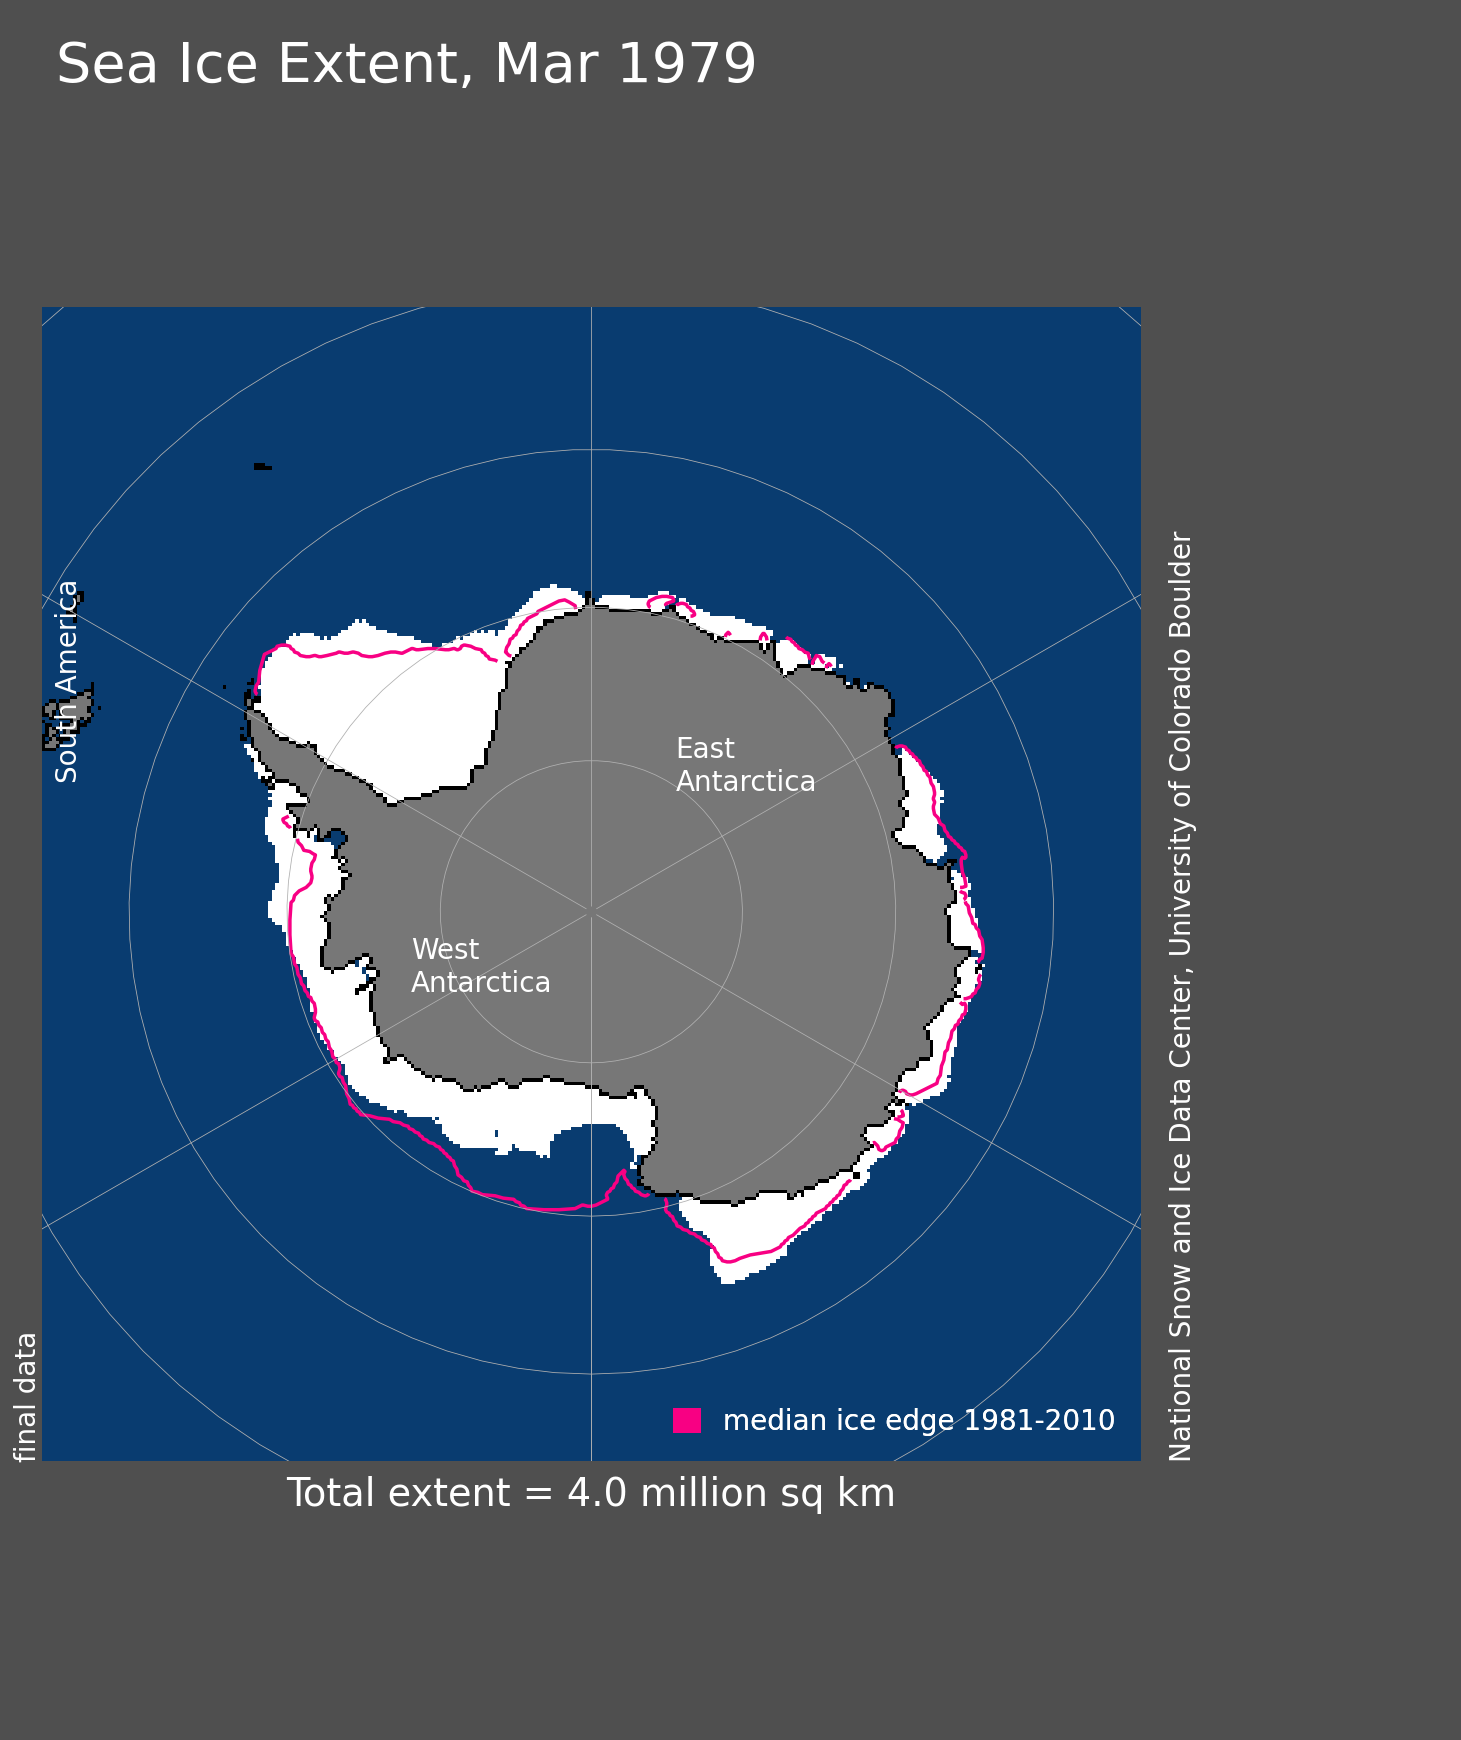 Sea Ice Extent, Mar 1979
South America
East
Antarctica
West
Antarctica
National Snow and Ice Data Center, University of Colorado Boulder
final data
median ice edge 1981-2010
Total extent = 4.0 million sq km